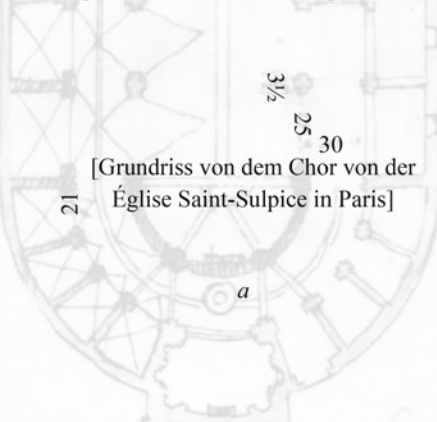 3½
25
30
[Grundriss von dem Chor von der
Église Saint-Sulpice in Paris]
21
a